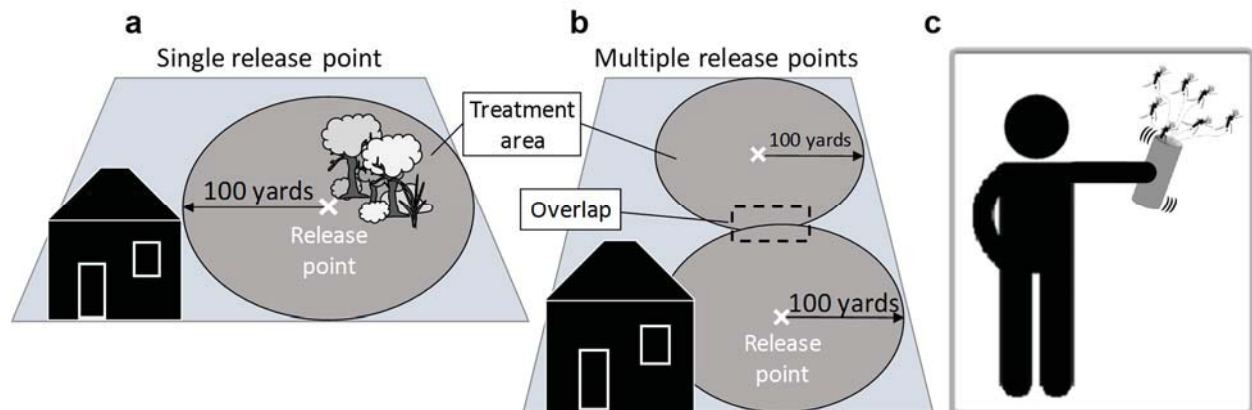 a
Single release point
100 yards
Release
point
Treatment
area
b
Multiple release points
100 yards
Overlap
100 yards
Release
point
c